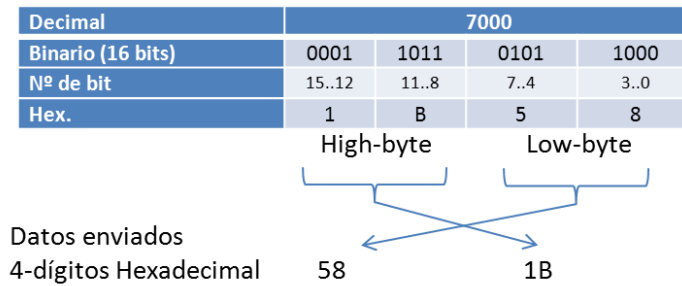 Decimal 7000
Binario (16 bits) 0001 1011 0101 1000
Nº de bit 15..12 11..8 7..4 3..0
Hex. 1 B 5 8
High-byte Low-byte
Datos enviados
4-dígitos Hexadecimal 58 1B